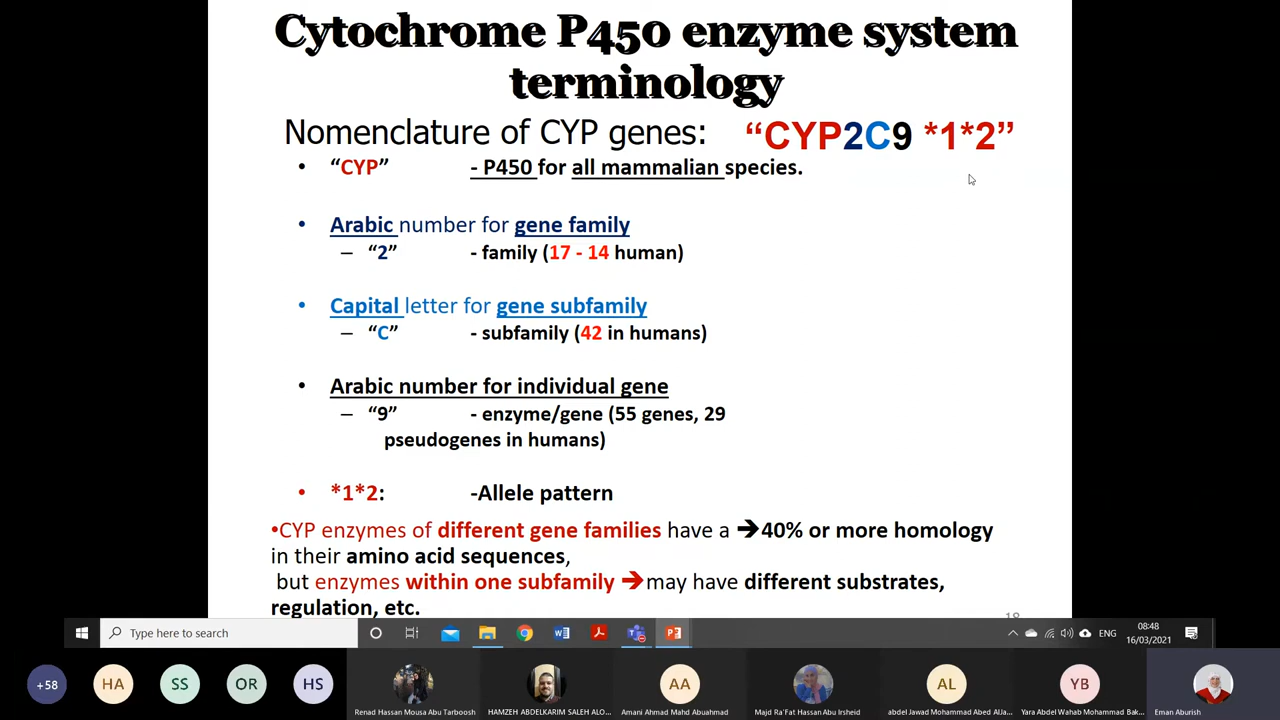 Cytochrome P450 enzyme system
terminology
Nomenclature of CYP genes: “CYP2C9 *1*2”
• “CYP” - P450 for all mammalian species.
• Arabic number for gene family
– “2” - family (17 - 14 human)
• Capital letter for gene subfamily
– “C” - subfamily (42 in humans)
• Arabic number for individual gene
– “9” - enzyme/gene (55 genes, 29
pseudogenes in humans)
• *1*2: -Allele pattern
•CYP enzymes of different gene families have a ➔40% or more homology
in their amino acid sequences,
but enzymes within one subfamily ➔may have different substrates,
regulation, etc.
18
Type here to search
ENG
08:48
16/03/2021
+58
HA
SS
OR
HS
AA
AL
YB
Renad Hassan Mousa Abu Tarboosh
HAMZEH ABDELKARIM SALEH ALO...
Amani Ahmad Mahd Abuahmad
Majd Ra'Fat Hassan Abu Irsheid
abdel Jawad Mohammad Abed AlJa...
Yara Abdel Wahab Mohammad Bak...
Eman Aburish